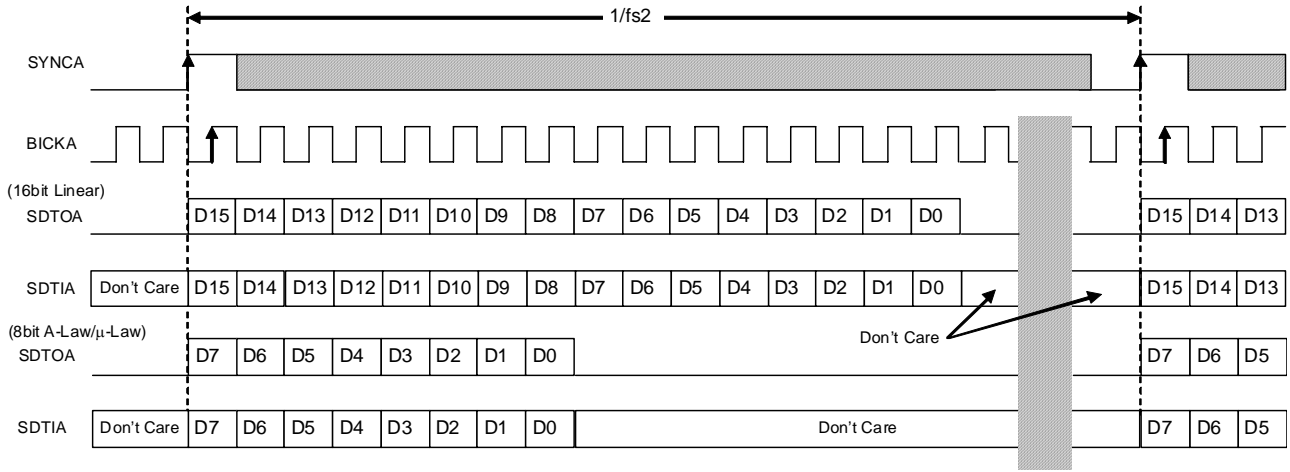 1/fs2
SYNCA
BICKA
(16bit Linear)
SDTOA D15 D14 D13 D12 D11 D10 D9 D8 D7 D6 D5 D4 D3 D2 D1 D0 D15 D14 D13
SDTIA Don't Care D15 D14 D13 D12 D11 D10 D9 D8 D7 D6 D5 D4 D3 D2 D1 D0 D15 D14 D13
(8bit A-Law/μ-Law)
Don't Care
SDTOA D7 D6 D5 D4 D3 D2 D1 D0 D7 D6 D5
SDTIA Don't Care D7 D6 D5 D4 D3 D2 D1 D0 Don't Care D7 D6 D5